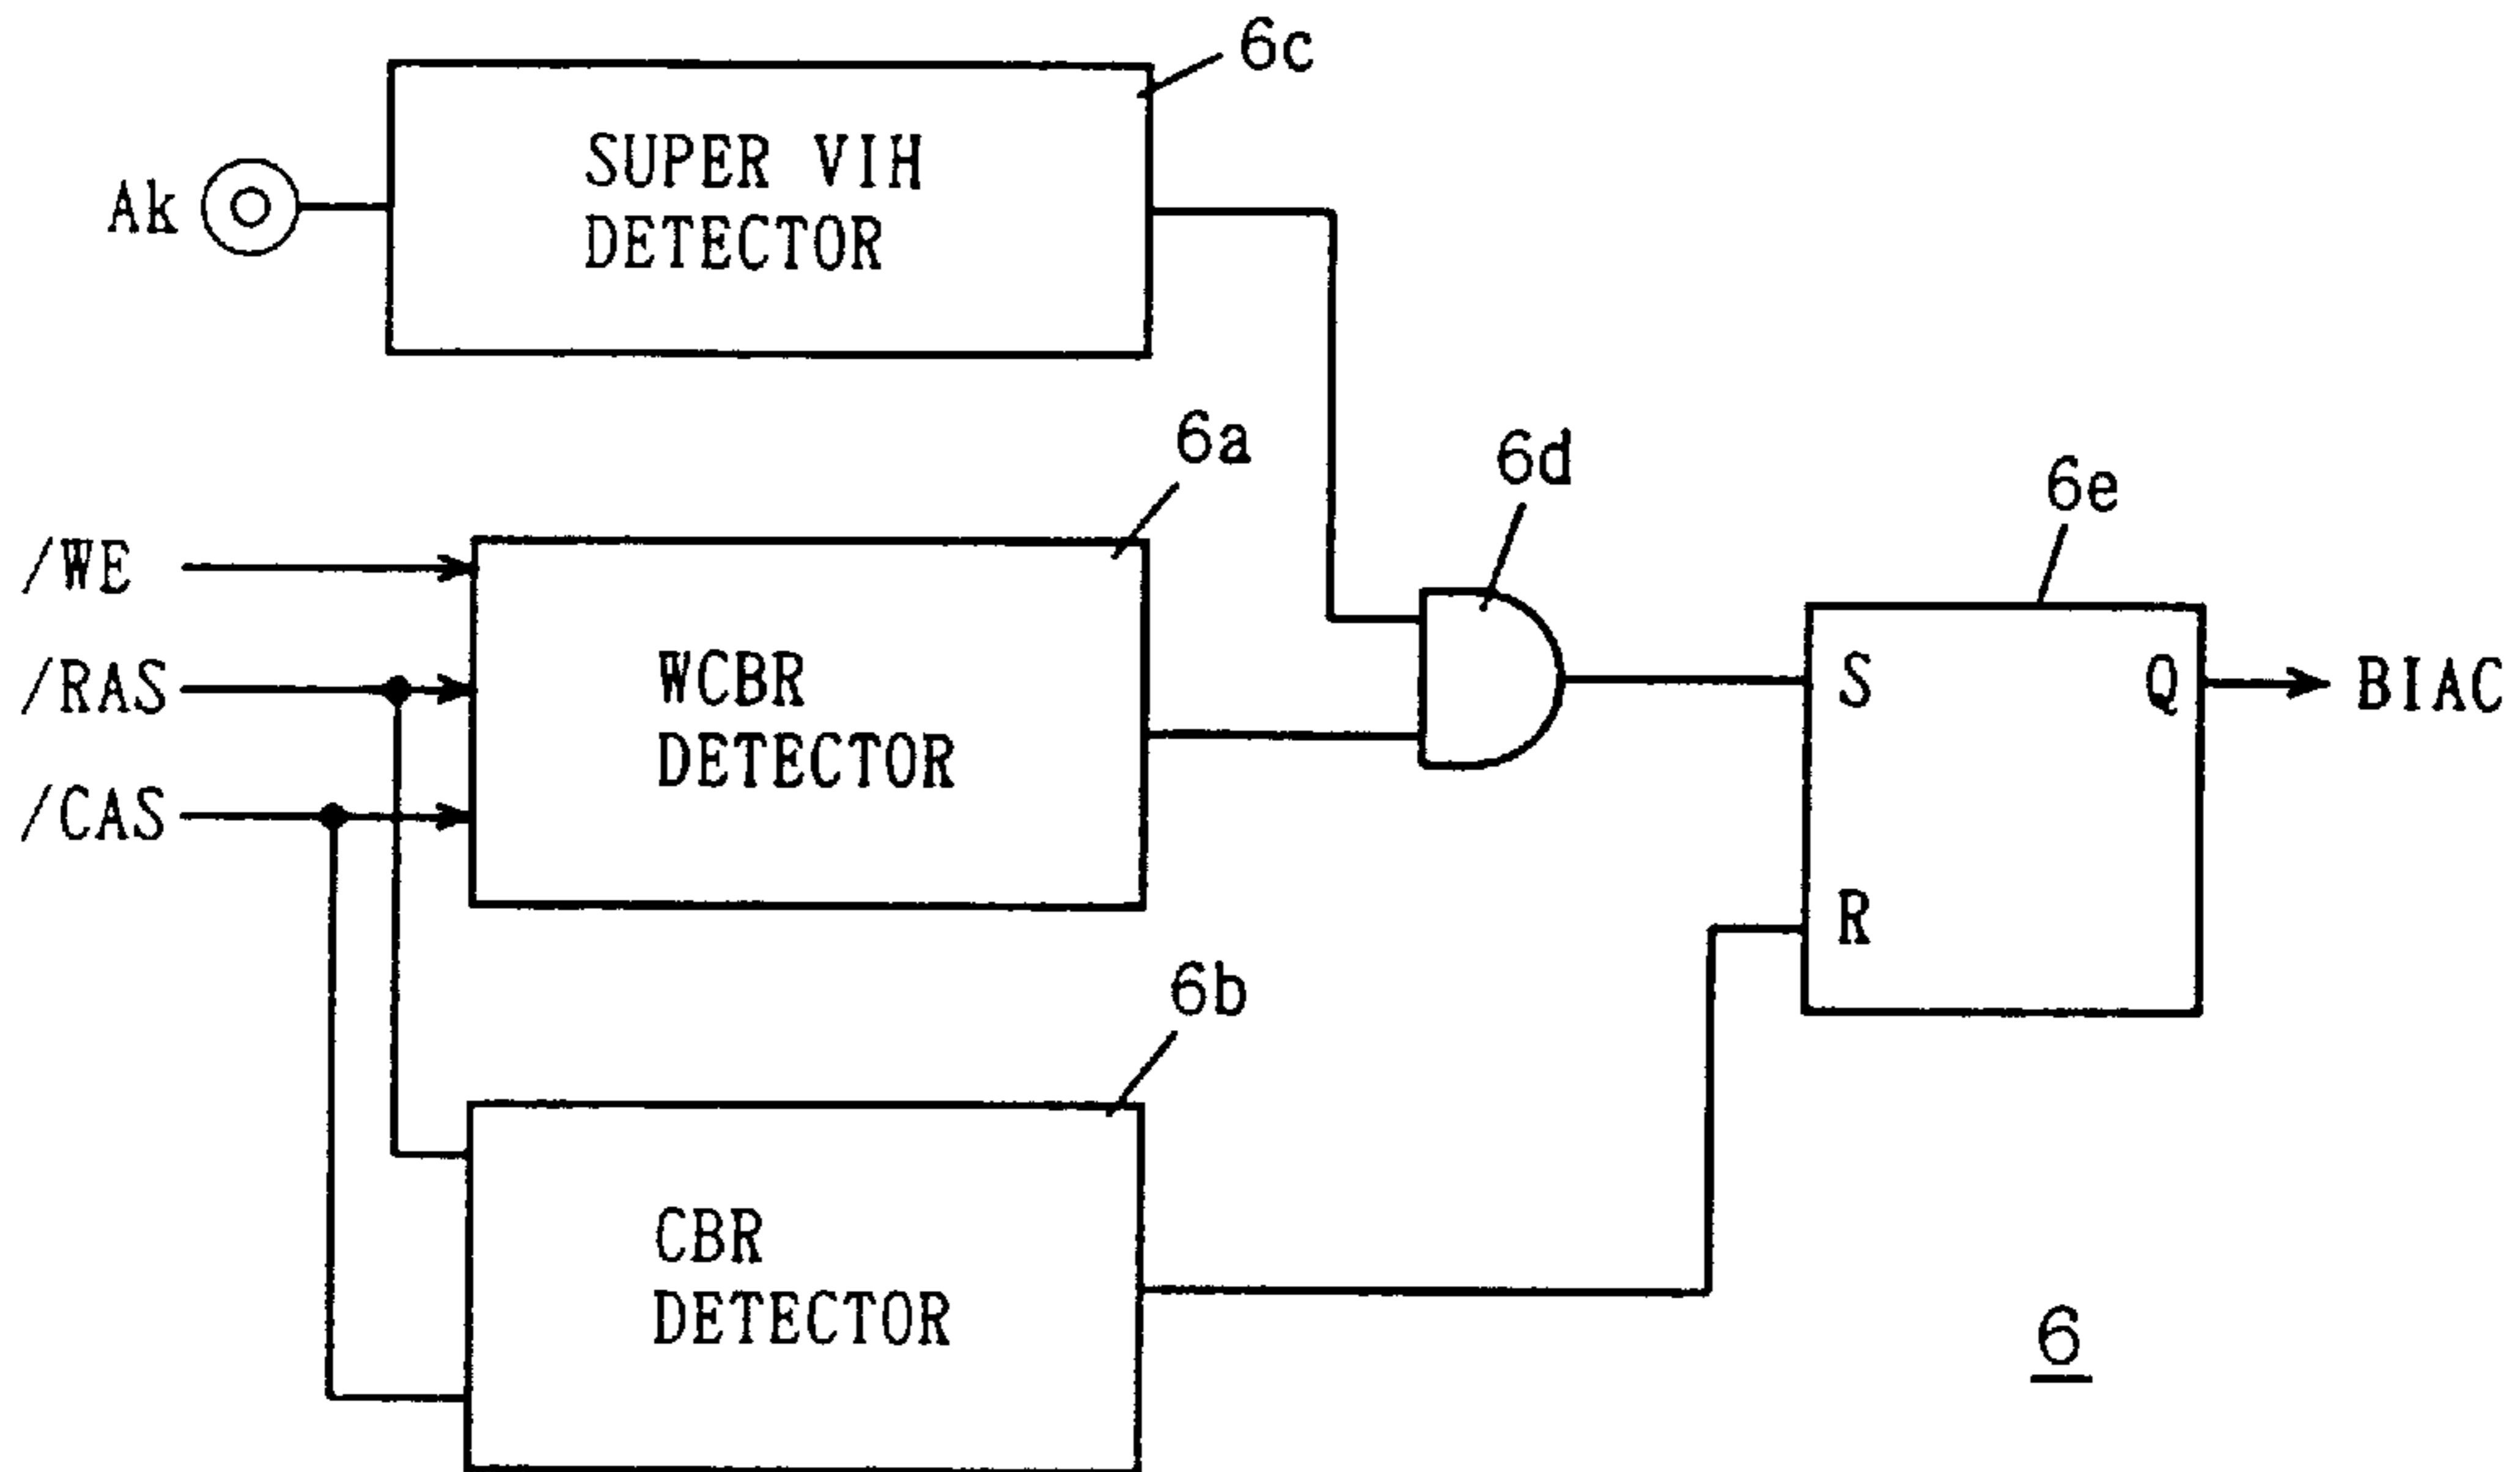 6c
SUPER VIH
DETECTOR
Ak
6a
6d
6e
/WE
/RAS
/CAS
WCBR
DETECTOR
S
Q
BIAC
R
6b
CBR
DETECTOR
6